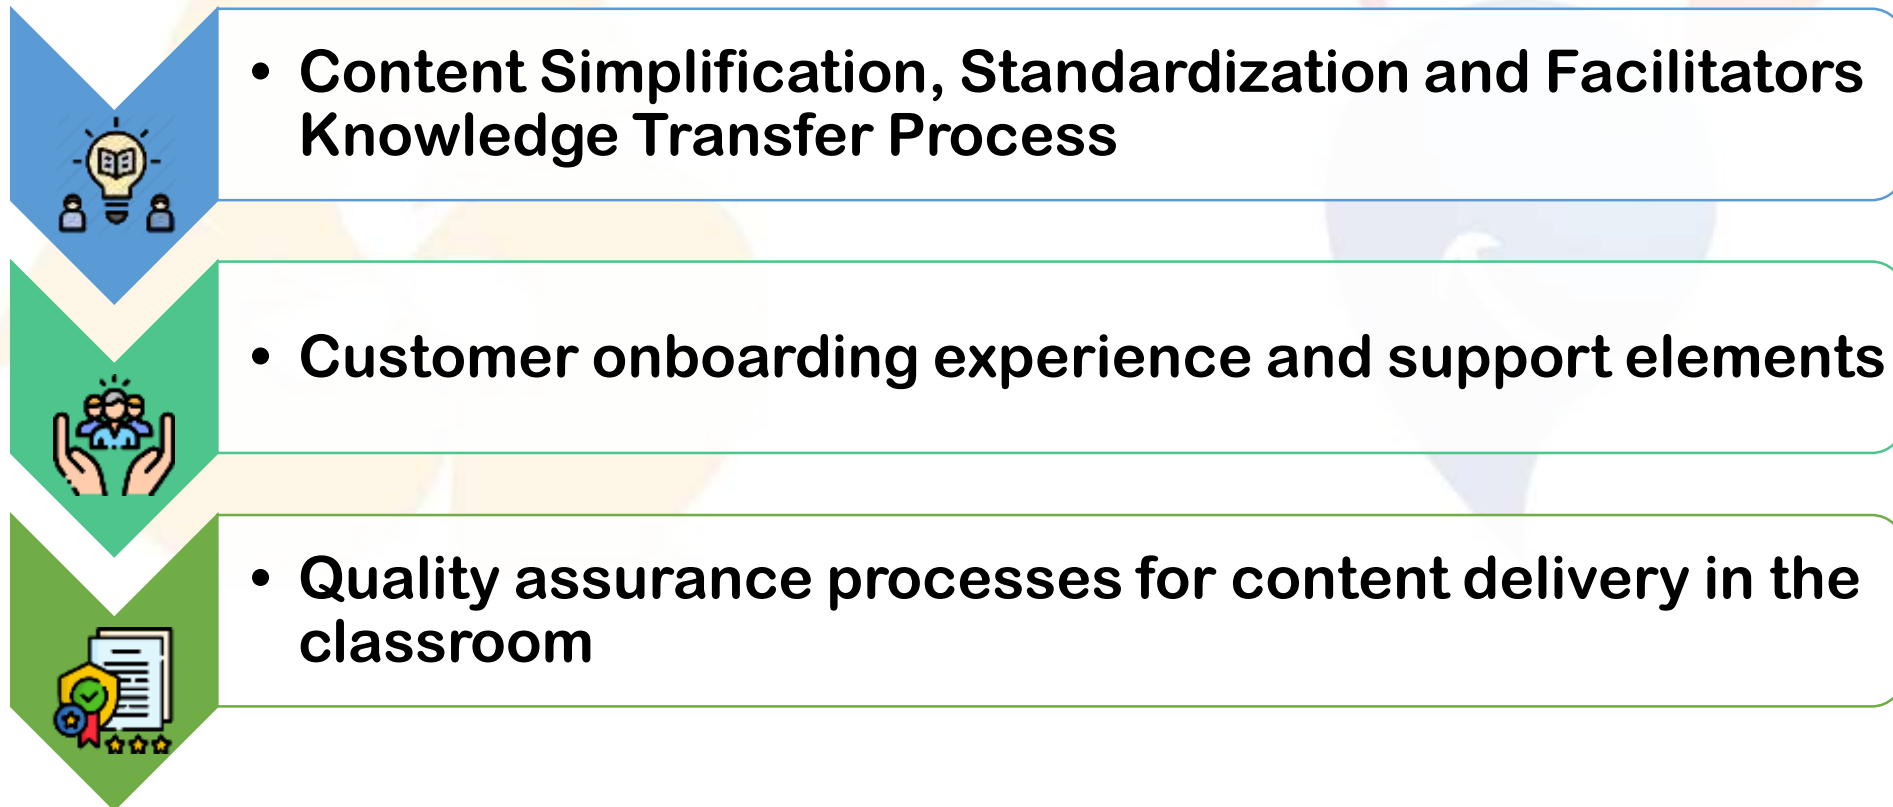 • Content Simplification, Standardization and Facilitators
Knowledge Transfer Process
• Customer onboarding experience and support elements
• Quality assurance processes for content delivery in the
classroom